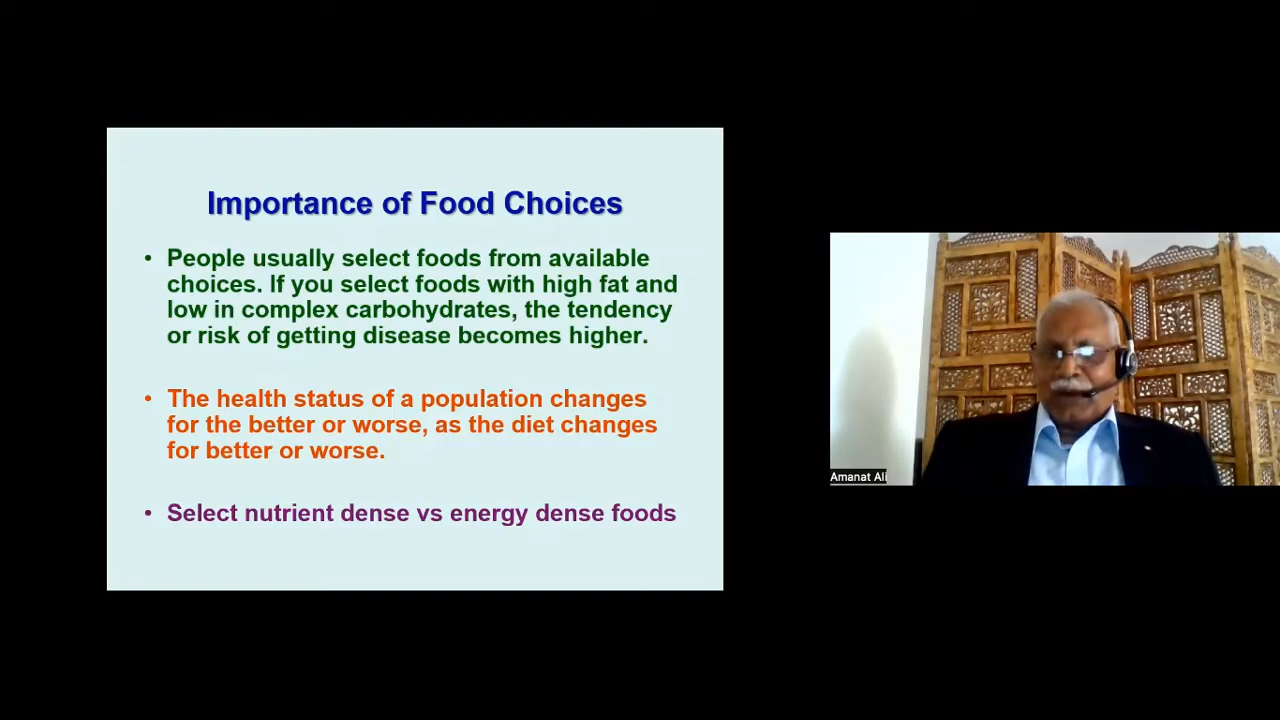 Importance of Food Choices
• People usually select foods from available
choices. If you select foods with high fat and
low in complex carbohydrates, the tendency
or risk of getting disease becomes higher.
• The health status of a population changes
for the better or worse, as the diet changes
for better or worse.
• Select nutrient dense vs energy dense foods
Amanat Ali